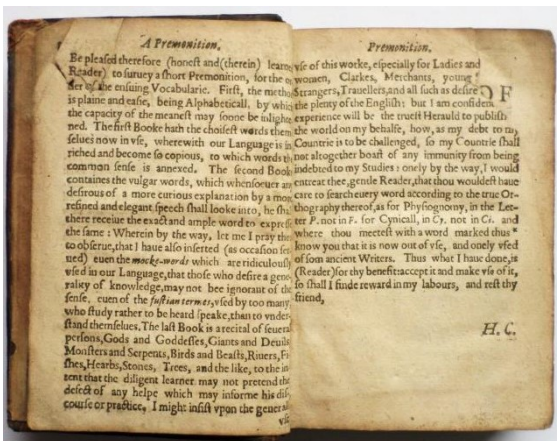 A Premonition.
Be pleased therefore (honest and (therein) learned
Reader) to suruey a short Premonition, for the or
der of the ensuing Vocabularie. First, the metho
is plaine and easie, being Alphabeticall, by which
the capacity of the meanest may soone be inlighte
ned. The first Booke hath the choisest words them
selues now in vse, wherewith our Language is in
riched and become so copious, to which words th
common sense is annexed. The second Book
containes the vulgar words, which whensoeuer an
desirous of a more curious explanation by a more
refined and elegant speech shall looke into, he sha
there receiue the exact and ample word to expresse
the same: Wherein by the way, let me I pray the
to obserue, that I haue also inserted (as occasion ser
ued) euen the mocke-words which are ridiculously
vsed in our Language, that those who desire a gene
rality of knowledge, may not bee ignorant of the
sense, euen of the fustian termes, vsed by too many
who study rather to be heard speake, than to vnder
stand themselues. The last Book is a recital of seueral
persons, Gods and Goddesses, Giants and Deuils
Monsters and Serpents, Birds and Beasts, Riuers, Fi
shes, Hearbs, Stones, Trees, and the like, to the in
tent that the diligent learner may not pretend the
defect of any helpe which may informe his dis
course or practice, I might insist vpon the generall
vse
Premonition.
vse of this worke, especially for Ladies and
women, Clarkes, Merchants, young
Strangers, Trauellers, and all such as desire
the plenty of the English: but I am confident
experience will be the truest Herauld to publish
the world on my behalfe, how, as my debt to my
Countrie is to be challenged, so my Countrie shall
not altogether boast of any immunity from being
indebted to my Studies: onely by the way, I would
entreat thee, gentle Reader, that thou wouldest haue
care to search euery word according to the true Or-
thography thereof, as for Physiognomy, in the Let-
ter P. not in F. for Cynicall, in Cy. not in Ci. and
where thou meetest with a word marked thus *
know you that it is now out of vse, and onely vsed
of som ancient Writers. Thus what I haue done, is
(Reader) for thy benefit: accept it and make vse of it,
so shall I finde reward in my labours, and rest thy
friend,
H. C.
OF